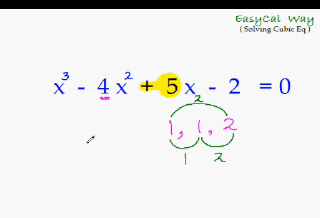 EasyCal Way
( Solving Cubic Eq )
x³ - 4x² + 5x - 2 = 0
2
1, 1, 2
1 2